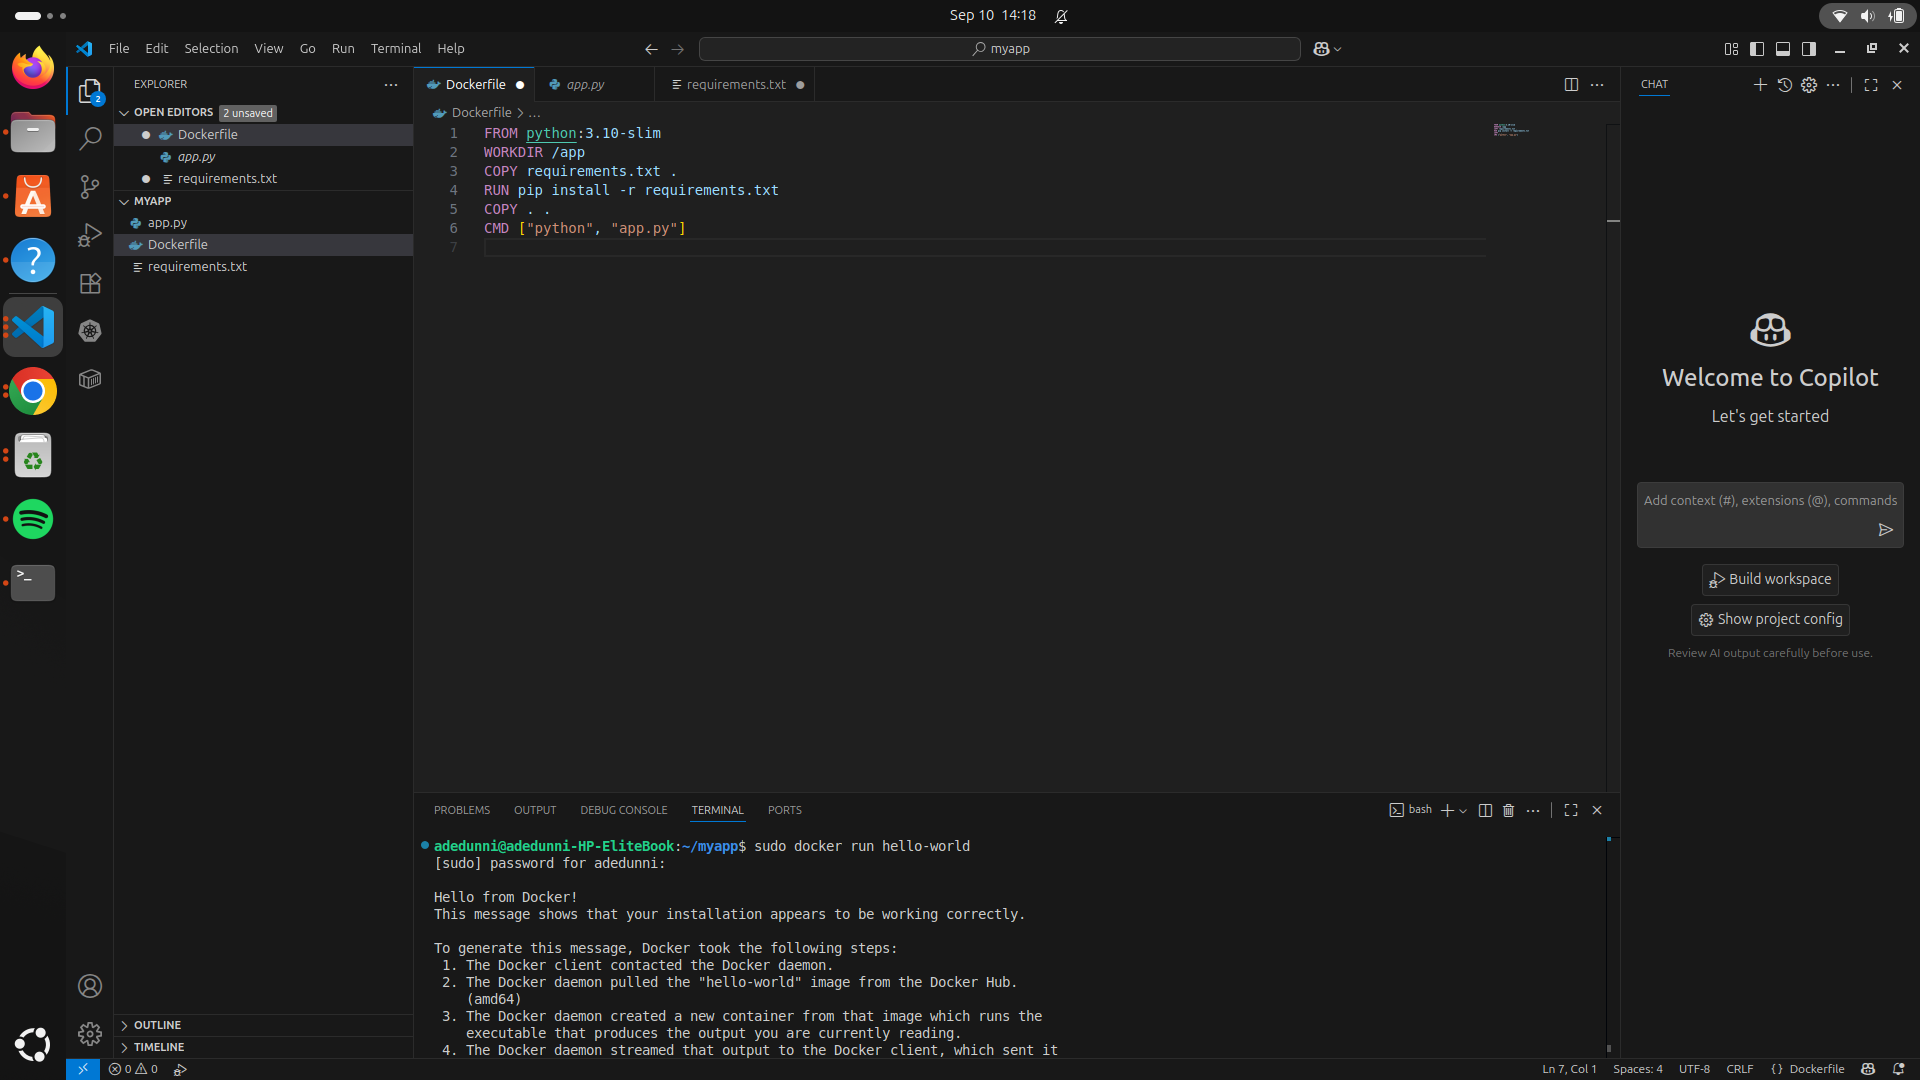 Sep 10 14:18
File Edit Selection View Go Run Terminal Help
myapp
EXPLORER
OPEN EDITORS 2 unsaved
Dockerfile
app.py
requirements.txt
MYAPP
app.py
Dockerfile
requirements.txt
OUTLINE
TIMELINE
2
Dockerfile app.py requirements.txt
Dockerfile > ...
1 FROM python:3.10-slim
2 WORKDIR /app
3 COPY requirements.txt .
4 RUN pip install -r requirements.txt
5 COPY . .
6 CMD ["python", "app.py"]
7
PROBLEMS OUTPUT DEBUG CONSOLE TERMINAL PORTS
bash
adedunni@adedunni-HP-EliteBook:~/myapp$ sudo docker run hello-world
[sudo] password for adedunni:
Hello from Docker!
This message shows that your installation appears to be working correctly.
To generate this message, Docker took the following steps:
1. The Docker client contacted the Docker daemon.
2. The Docker daemon pulled the "hello-world" image from the Docker Hub.
(amd64)
3. The Docker daemon created a new container from that image which runs the
executable that produces the output you are currently reading.
4. The Docker daemon streamed that output to the Docker client, which sent it
CHAT
Welcome to Copilot
Let's get started
Add context (#), extensions (@), commands
Build workspace
Show project config
Review AI output carefully before use.
0 0
Ln 7, Col 1 Spaces: 4 UTF-8 CRLF {} Dockerfile